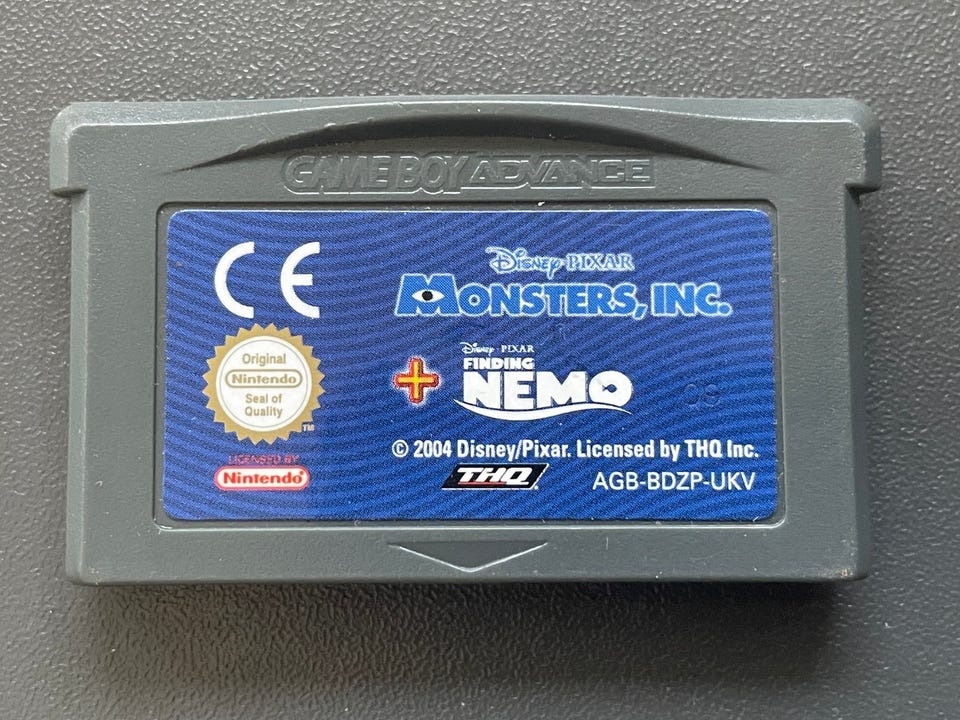 GAME BOY ADVANCE
CE
Disney·PIXAR
MONSTERS, INC.
Original
Nintendo
Seal of
Quality
TM
Disney·PIXAR
FINDING
NEMO
08
© 2004 Disney/Pixar. Licensed by THQ Inc.
LICENSED BY
Nintendo
THQ
AGB-BDZP-UKV